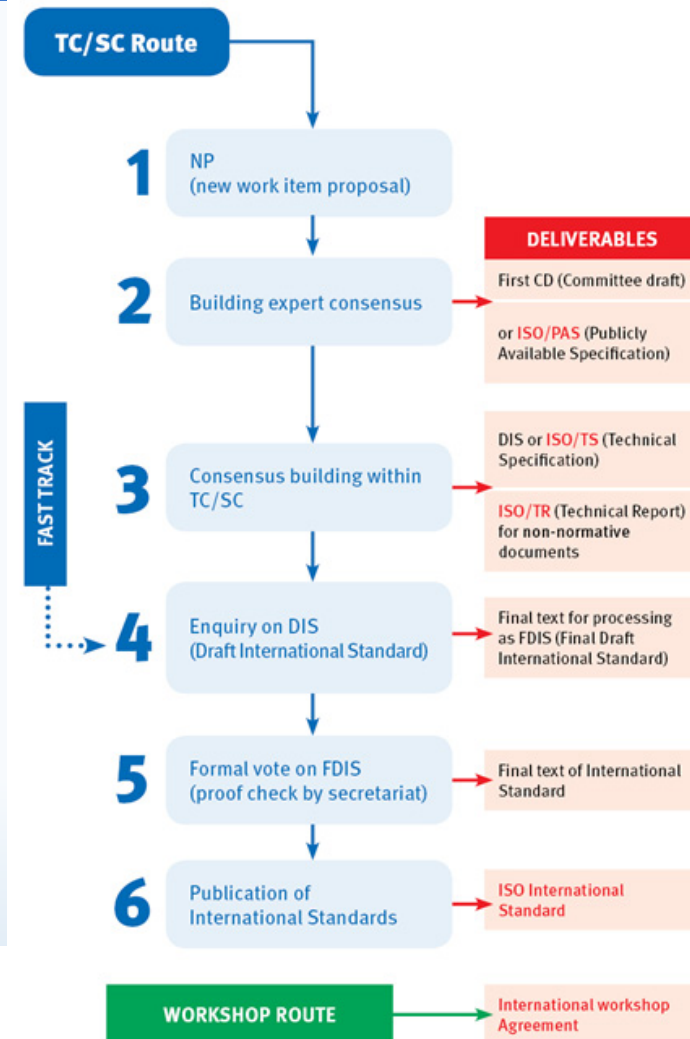 TC/SC Route
1
NP
(new work item proposal)
DELIVERABLES
2
Building expert consensus
First CD (Committee draft)
or ISO/PAS (Publicly
Available Specification)
FAST TRACK
3
Consensus building within
TC/SC
DIS or ISO/TS (Technical
Specification)
ISO/TR (Technical Report)
for non-normative
documents
4
Enquiry on DIS
(Draft International Standard)
Final text for processing
as FDIS (Final Draft
International Standard)
5
Formal vote on FDIS
(proof check by secretariat)
Final text of International
Standard
6
Publication of
International Standards
ISO International
Standard
WORKSHOP ROUTE
International workshop
Agreement